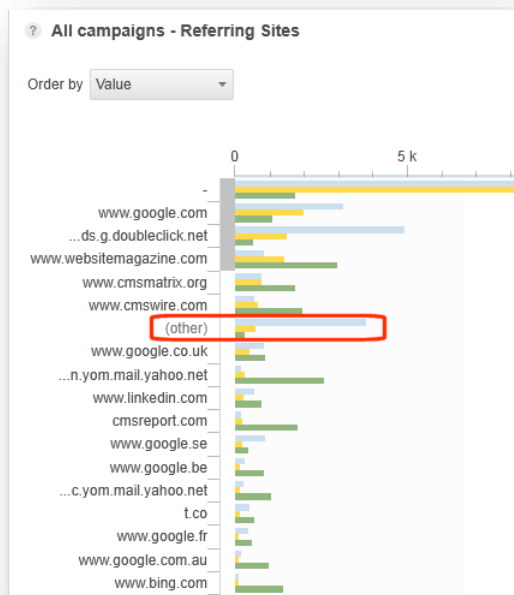 ? All campaigns - Referring Sites
Order by Value
0 5 k
-
www.google.com
...ds.g.doubleclick.net
www.websitemagazine.com
www.cmsmatrix.org
www.cmswire.com
(other)
www.google.co.uk
...n.yom.mail.yahoo.net
www.linkedin.com
cmsreport.com
www.google.se
www.google.be
...c.yom.mail.yahoo.net
t.co
www.google.fr
www.google.com.au
www.bing.com